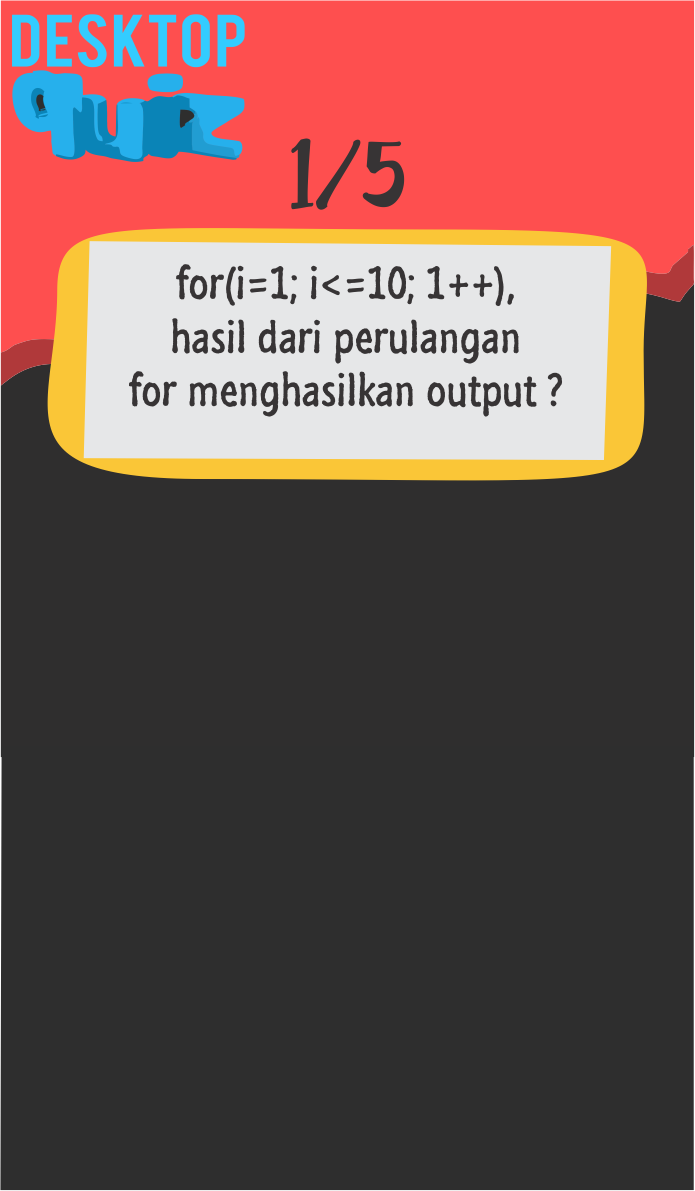 DESKTOP
quiz
1/5
for(i=1; i<=10; 1++),
hasil dari perulangan
for menghasilkan output ?